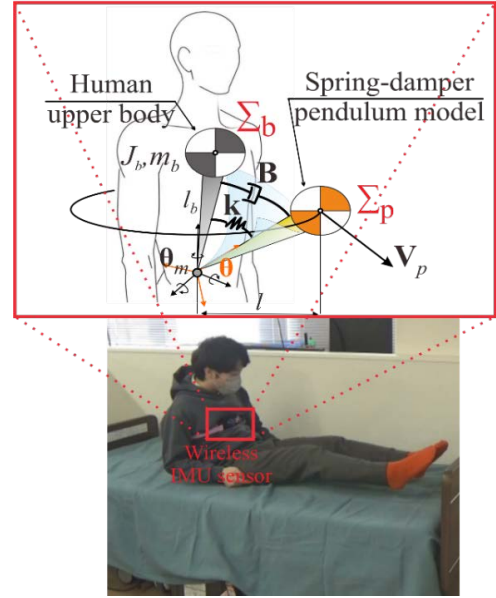 Human
upper body
Spring-damper
pendulum model
Σb
Jb,mb
B
lb
k
Σp
θm
θ
Vp
l
Wireless
IMU sensor